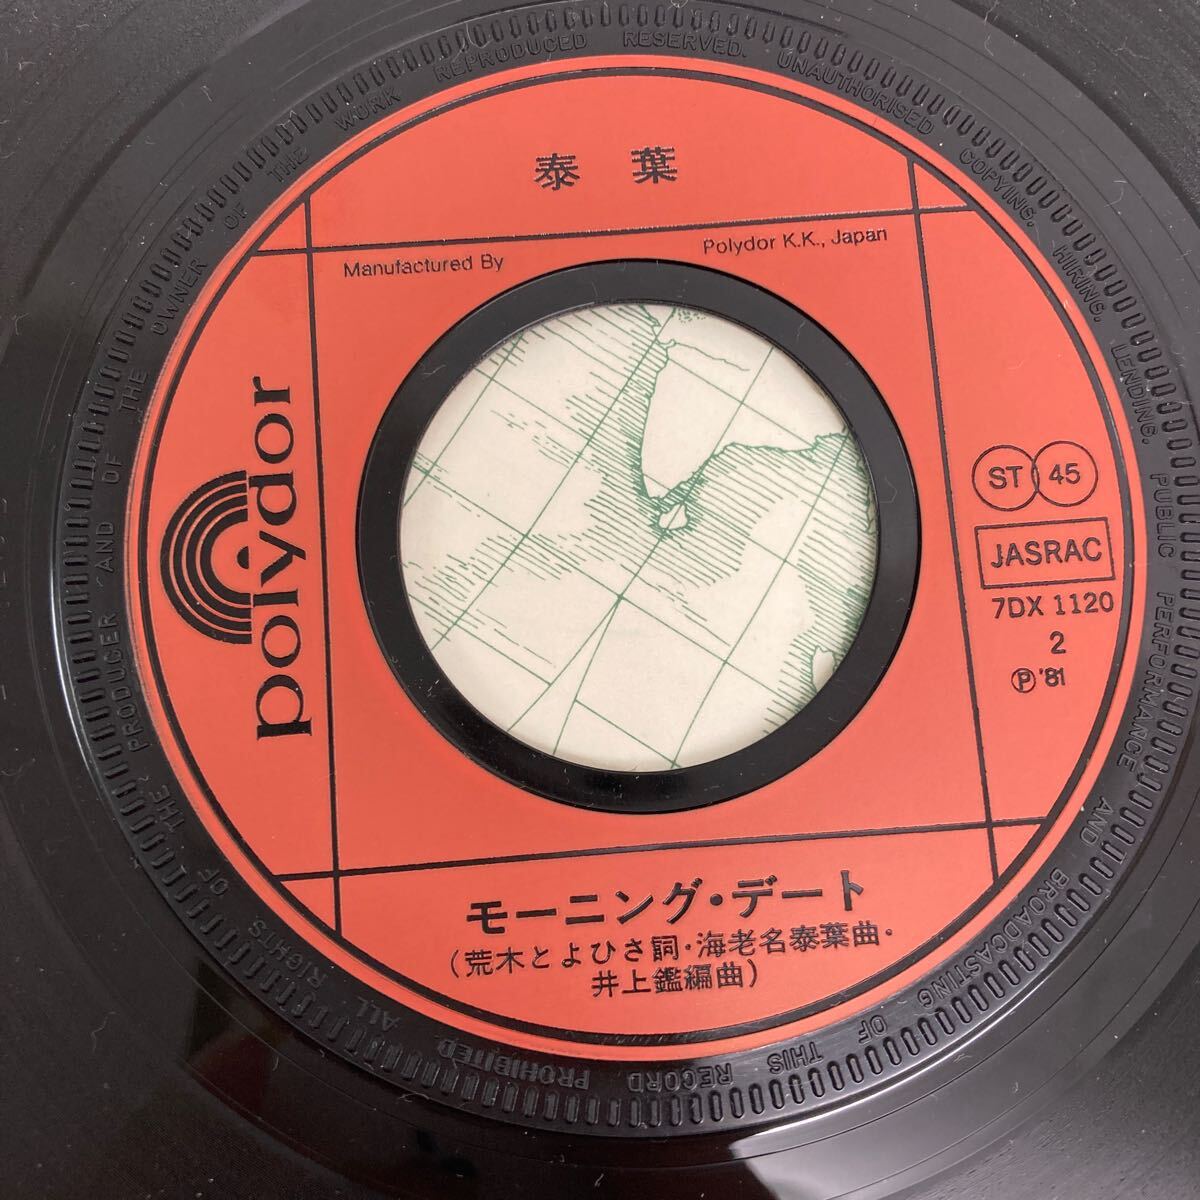 泰葉
Manufactured By Polydor K.K., Japan
polydor
ST 45
JASRAC
7DX 1120
2
Ⓟ '81
モーニング・デート
(荒木とよひさ詞・海老名泰葉曲・
井上鑑編曲)
ALL RIGHTS OF THE PRODUCER AND OF THE OWNER OF THE WORK REPRODUCED RESERVED. UNAUTHORISED COPYING. HIRING. LENDING. PUBLIC PERFORMANCE AND BROADCASTING OF THIS RECORD PROHIBITED